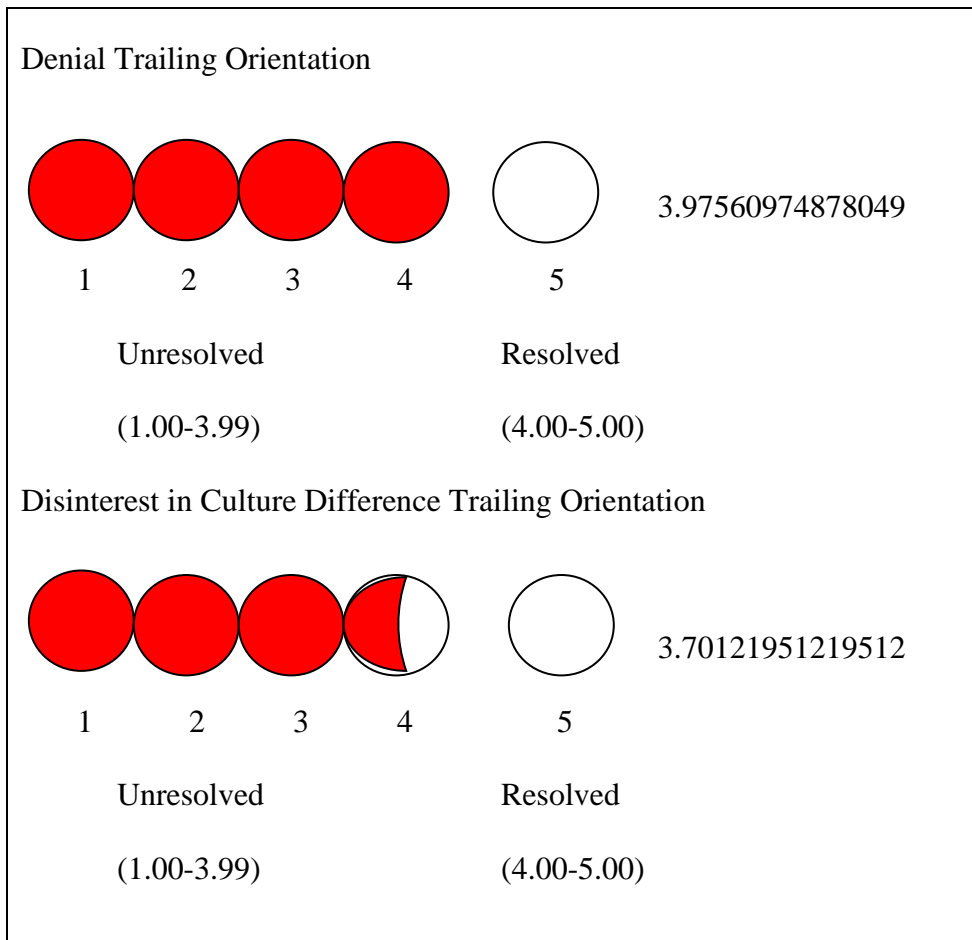 Denial Trailing Orientation
3.97560974878049
1 2 3 4 5
Unresolved Resolved
(1.00-3.99) (4.00-5.00)
Disinterest in Culture Difference Trailing Orientation
3.70121951219512
1 2 3 4 5
Unresolved Resolved
(1.00-3.99) (4.00-5.00)